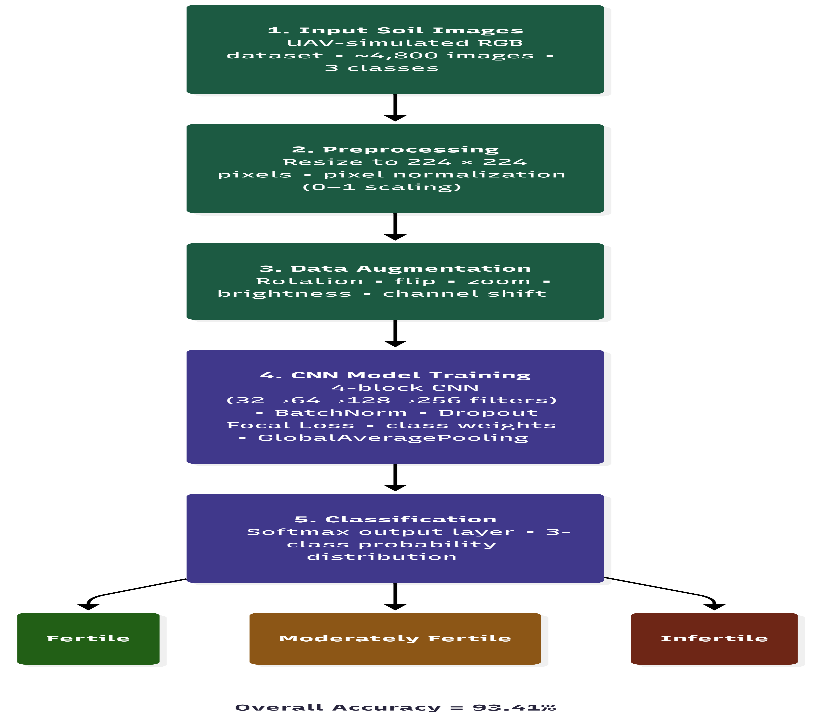 1. Input Soil Images
UAV-simulated RGB
dataset • ~4,800 images •
3 classes
2. Preprocessing
Resize to 224 × 224
pixels • pixel normalization
(0–1 scaling)
3. Data Augmentation
Rotation • flip • zoom •
brightness • channel shift
4. CNN Model Training
4-block CNN
(32→64→128→256 filters)
• BatchNorm • Dropout
Focal Loss • class weights
• GlobalAveragePooling
5. Classification
Softmax output layer • 3-
class probability
distribution
Fertile
Moderately Fertile
Infertile
Overall Accuracy = 93.41%